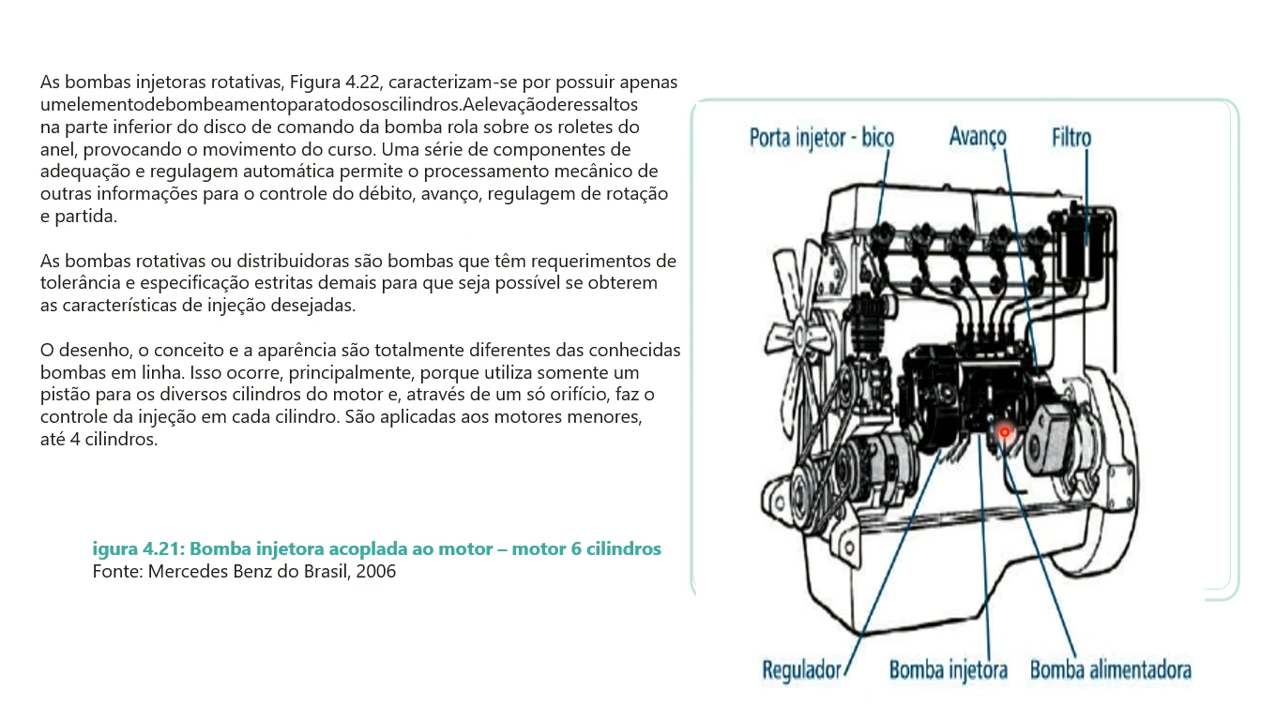 As bombas injetoras rotativas, Figura 4.22, caracterizam-se por possuir apenas
umelementodebombeamentoparatodososcilindros.Aelevaçãoderessaltos
na parte inferior do disco de comando da bomba rola sobre os roletes do
anel, provocando o movimento do curso. Uma série de componentes de
adequação e regulagem automática permite o processamento mecânico de
outras informações para o controle do débito, avanço, regulagem de rotação
e partida.
As bombas rotativas ou distribuidoras são bombas que têm requerimentos de
tolerância e especificação estritas demais para que seja possível se obterem
as características de injeção desejadas.
O desenho, o conceito e a aparência são totalmente diferentes das conhecidas
bombas em linha. Isso ocorre, principalmente, porque utiliza somente um
pistão para os diversos cilindros do motor e, através de um só orifício, faz o
controle da injeção em cada cilindro. São aplicadas aos motores menores,
até 4 cilindros.
igura 4.21: Bomba injetora acoplada ao motor – motor 6 cilindros
Fonte: Mercedes Benz do Brasil, 2006
Porta injetor - bico
Avanço
Filtro
Regulador
Bomba injetora
Bomba alimentadora